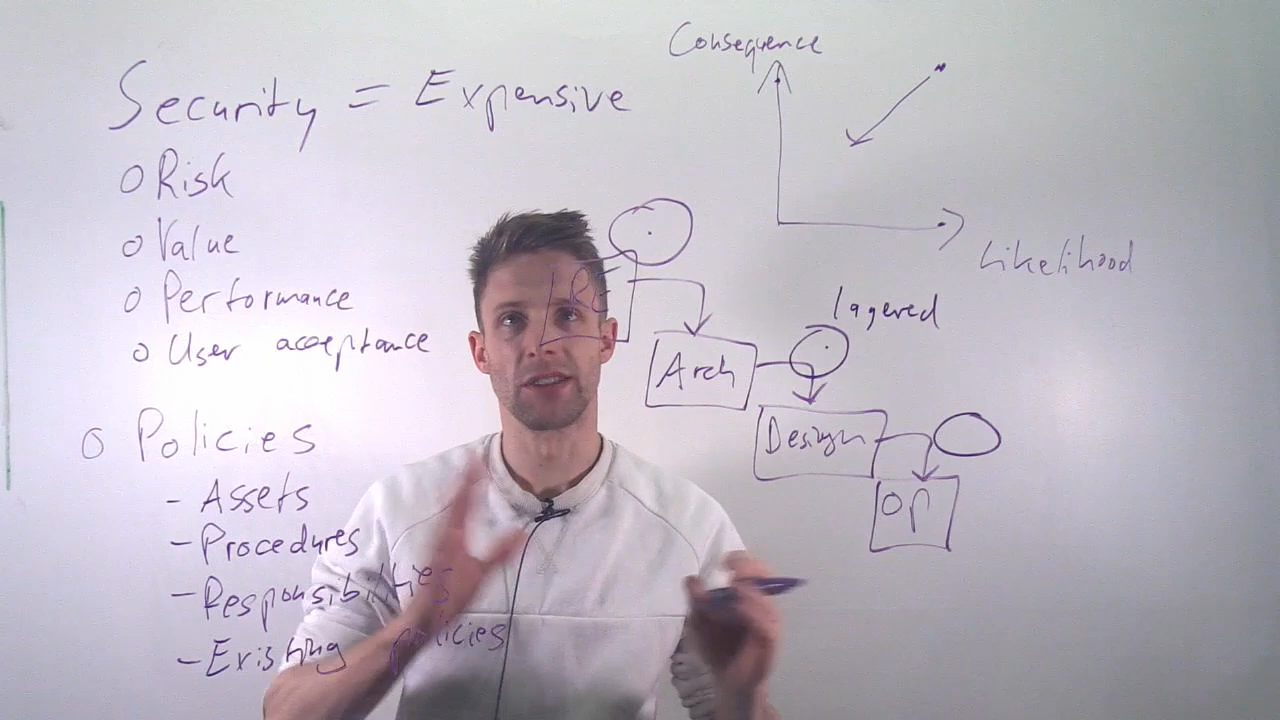 Security = Expensive
o Risk
o Value
o Performance
o User acceptance
o Policies
- Assets
- Procedures
- Responsibilities
- Existing policies
Consequence
Likelihood
layered
Arch
Design
OP